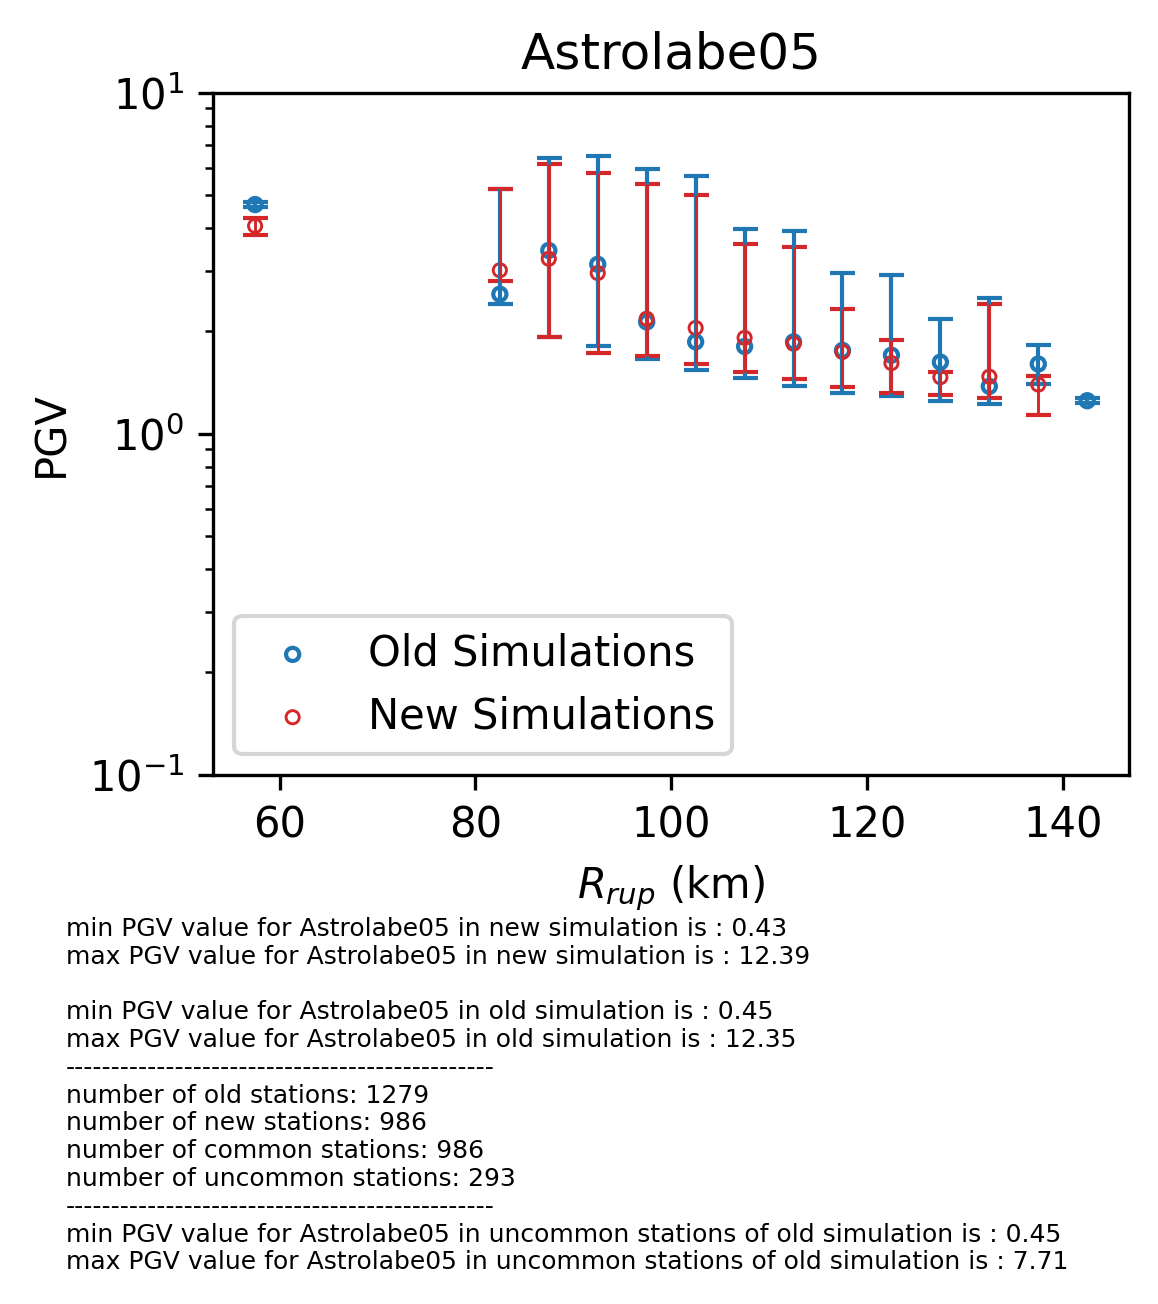 Astrolabe05
10¹
10⁰
10⁻¹
PGV
Old Simulations
New Simulations
60 80 100 120 140
R_rup (km)
min PGV value for Astrolabe05 in new simulation is : 0.43
max PGV value for Astrolabe05 in new simulation is : 12.39
min PGV value for Astrolabe05 in old simulation is : 0.45
max PGV value for Astrolabe05 in old simulation is : 12.35
-----------------------------------------------
number of old stations: 1279
number of new stations: 986
number of common stations: 986
number of uncommon stations: 293
-----------------------------------------------
min PGV value for Astrolabe05 in uncommon stations of old simulation is : 0.45
max PGV value for Astrolabe05 in uncommon stations of old simulation is : 7.71